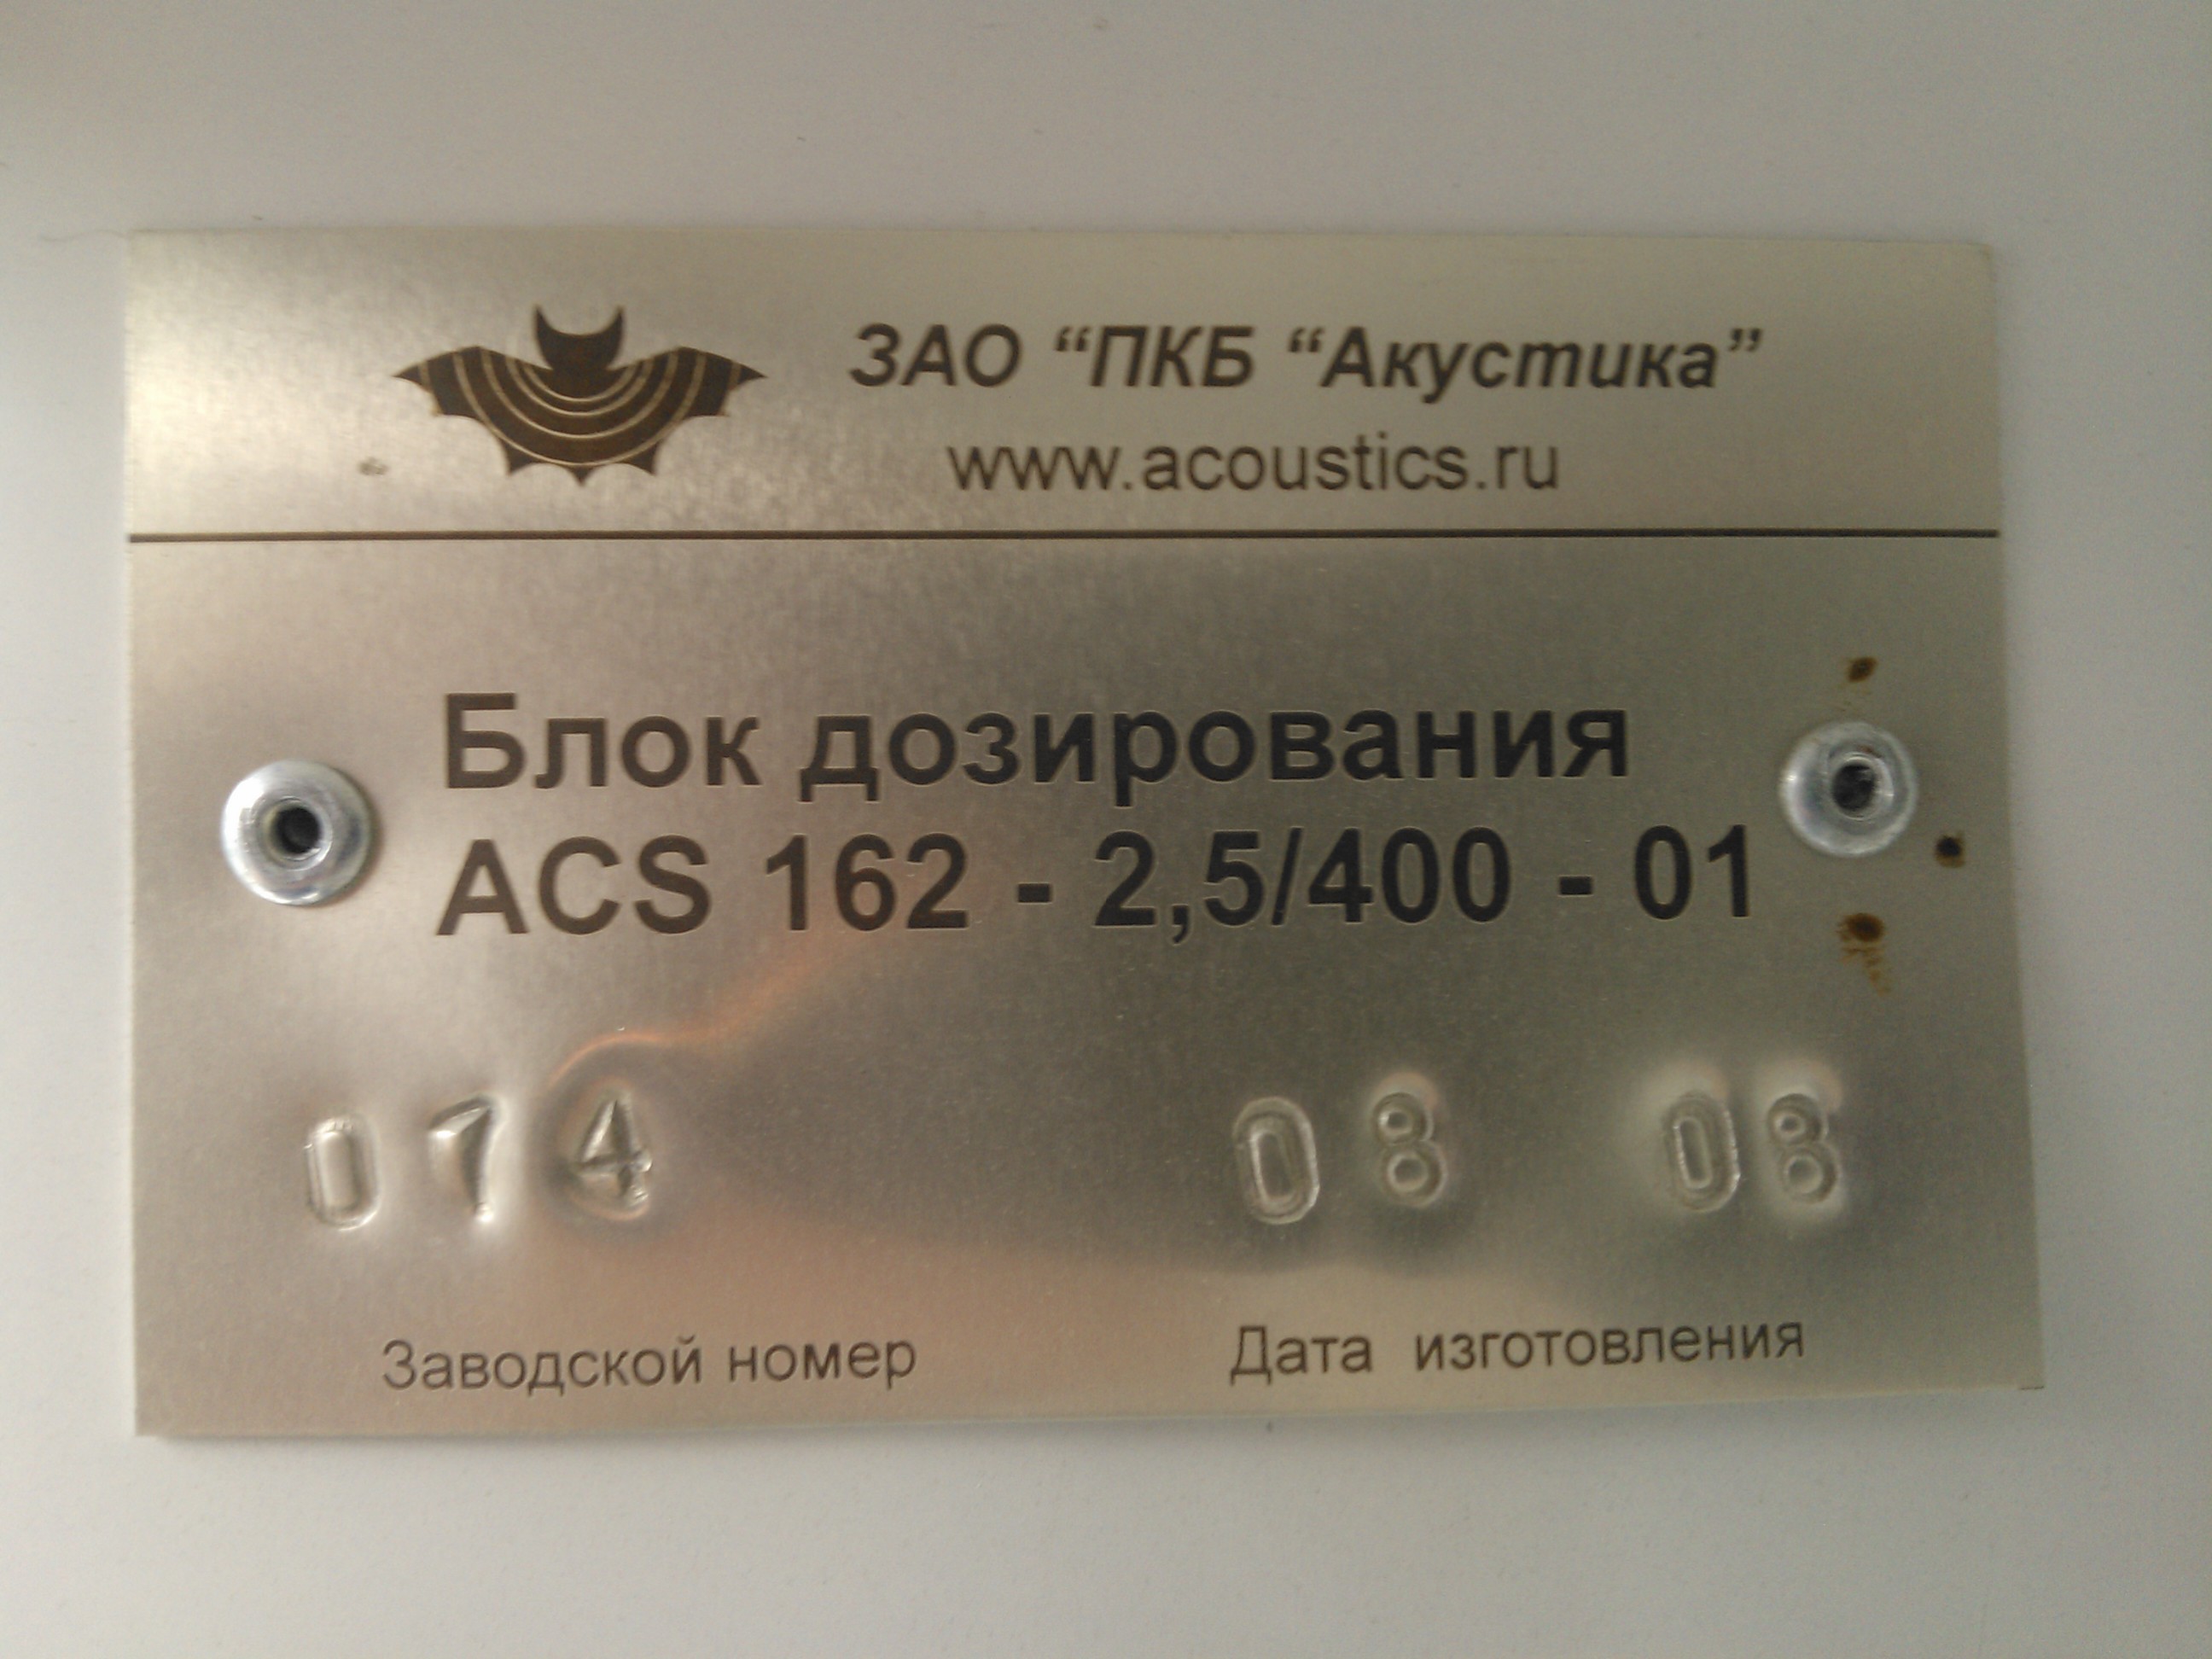 ЗАО “ПКБ “Акустика”
www.acoustics.ru
Блок дозирования
ACS 162 - 2,5/400 - 01
074 08 08
Заводской номер Дата изготовления